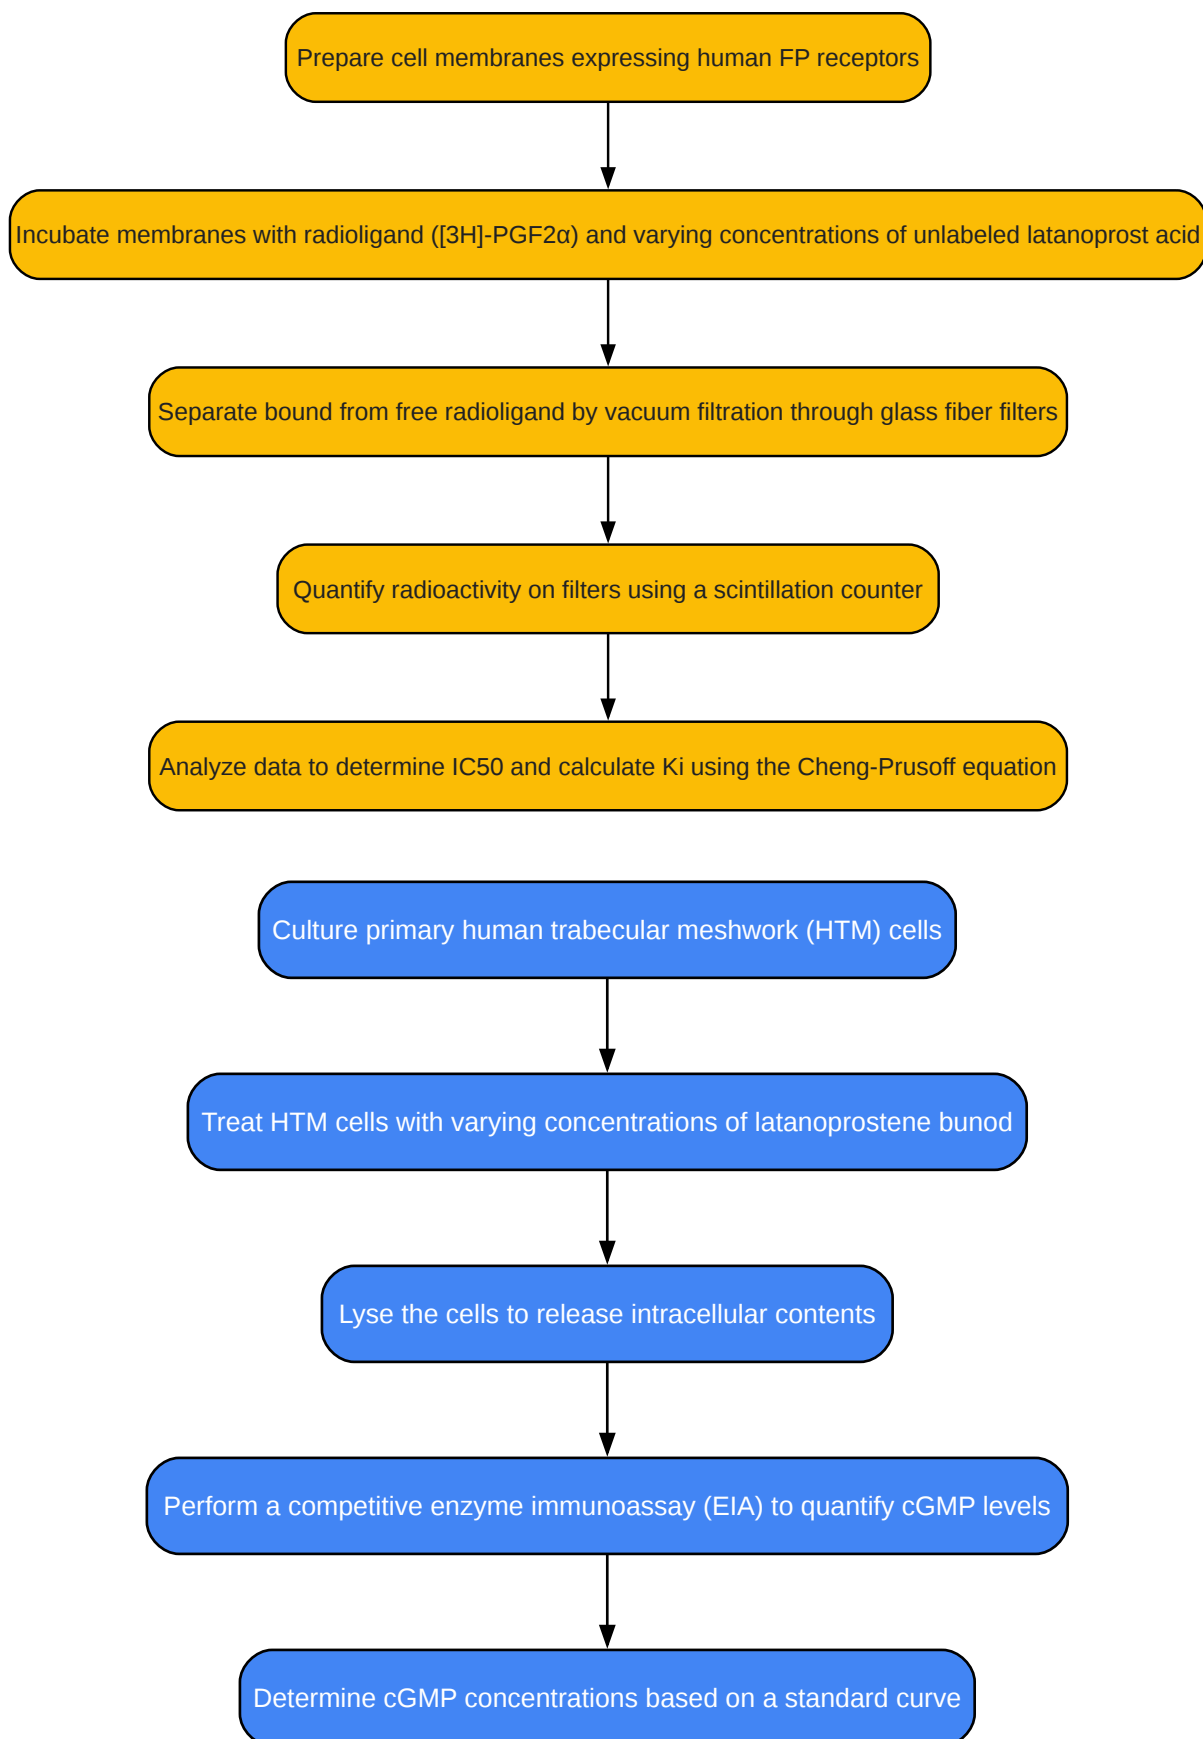 Prepare cell membranes expressing human FP receptors
Incubate membranes with radioligand ([3H]-PGF2α) and varying concentrations of unlabeled latanoprost acid
Separate bound from free radioligand by vacuum filtration through glass fiber filters
Quantify radioactivity on filters using a scintillation counter
Analyze data to determine IC50 and calculate Ki using the Cheng-Prusoff equation
Culture primary human trabecular meshwork (HTM) cells
Treat HTM cells with varying concentrations of latanoprostene bunod
Lyse the cells to release intracellular contents
Perform a competitive enzyme immunoassay (EIA) to quantify cGMP levels
Determine cGMP concentrations based on a standard curve